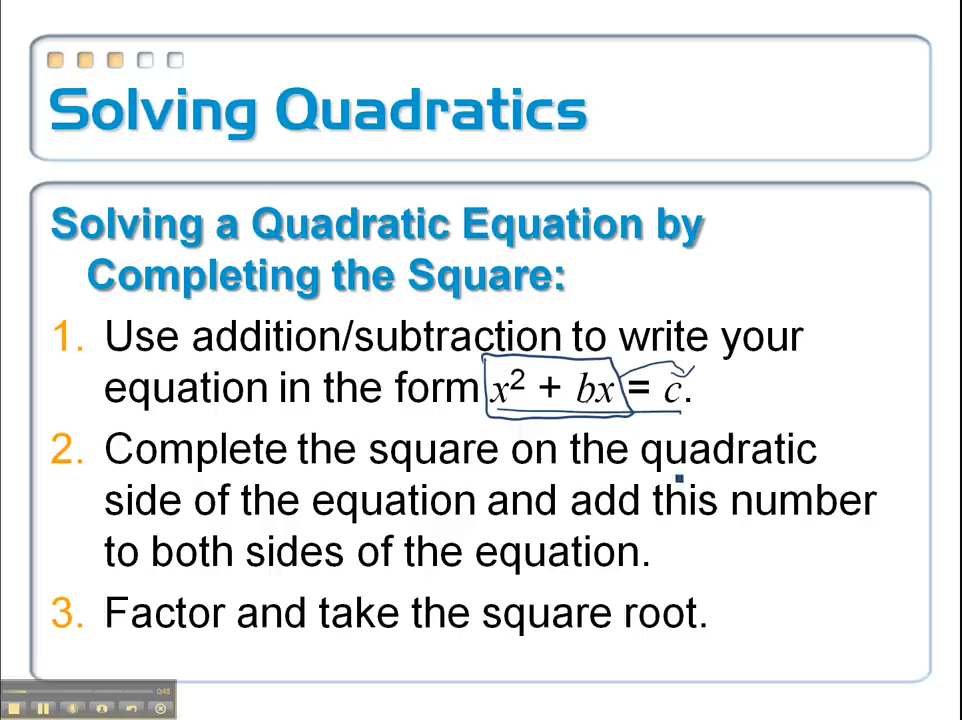 Solving Quadratics
Solving a Quadratic Equation by
Completing the Square:
1. Use addition/subtraction to write your
equation in the form x² + bx = c.
2. Complete the square on the quadratic
side of the equation and add this number
to both sides of the equation.
3. Factor and take the square root.
0:48